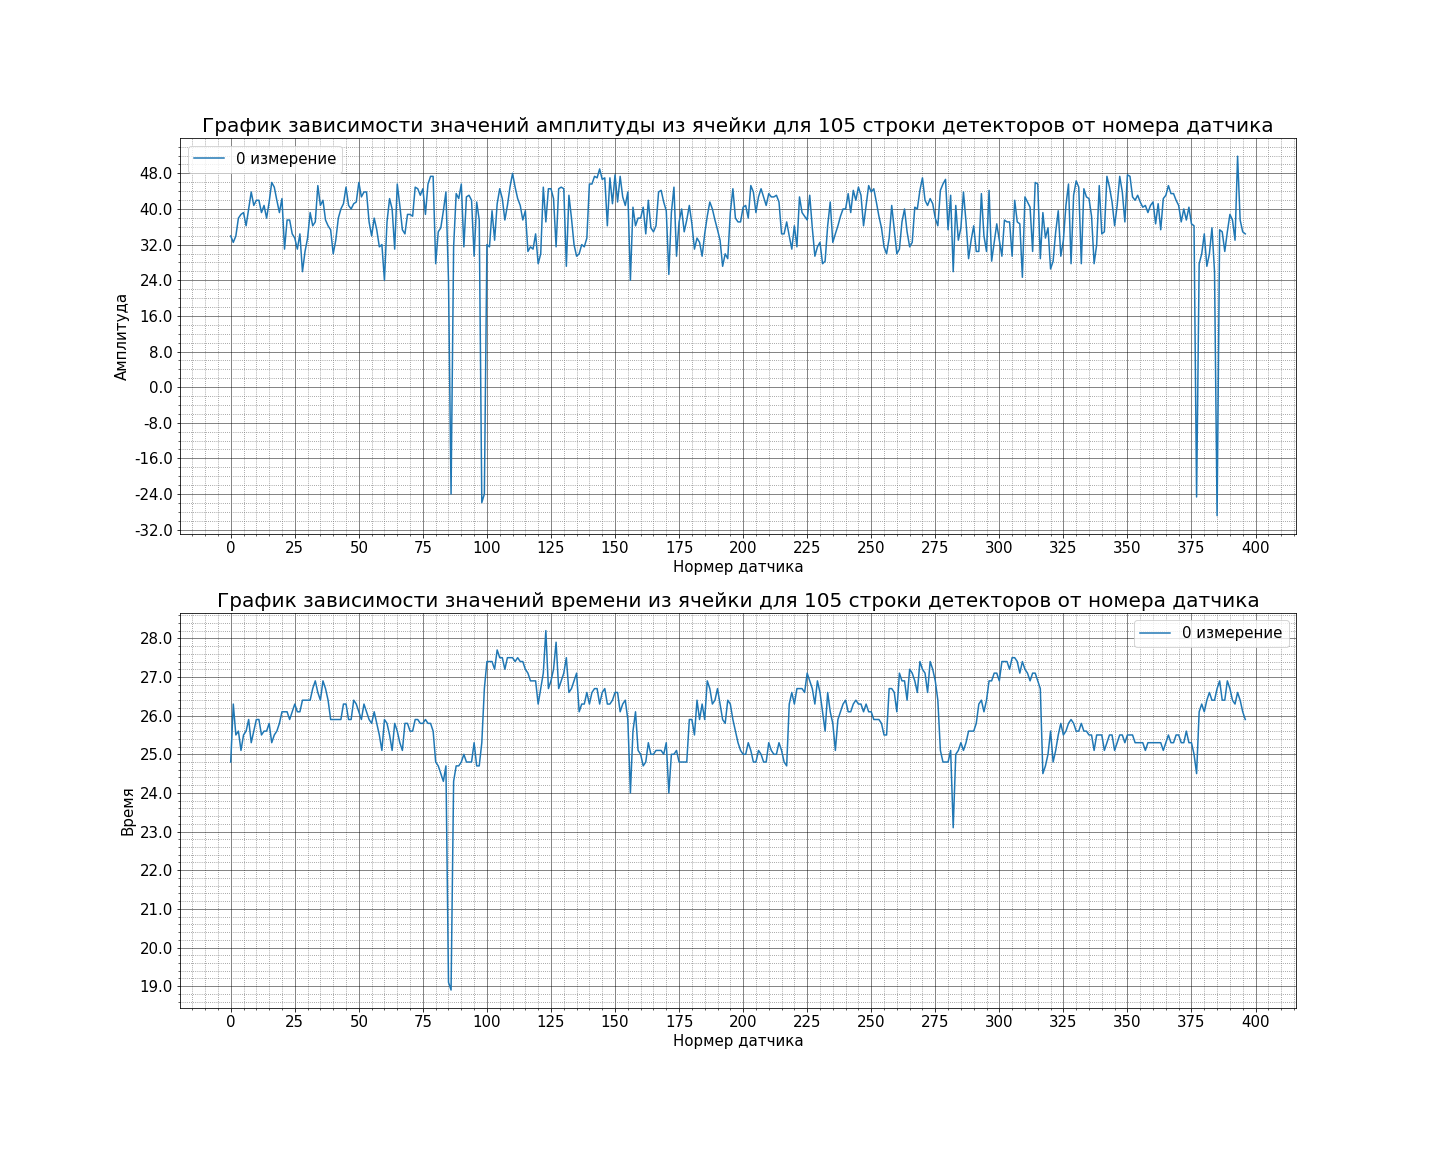 График зависимости значений амплитуды из ячейки для 105 строки детекторов от номера датчика
0 измерение
48.0
40.0
32.0
24.0
16.0
8.0
0.0
-8.0
-16.0
-24.0
-32.0
Амплитуда
0 25 50 75 100 125 150 175 200 225 250 275 300 325 350 375 400
Нормер датчика
График зависимости значений времени из ячейки для 105 строки детекторов от номера датчика
0 измерение
28.0
27.0
26.0
25.0
24.0
23.0
22.0
21.0
20.0
19.0
Время
0 25 50 75 100 125 150 175 200 225 250 275 300 325 350 375 400
Нормер датчика